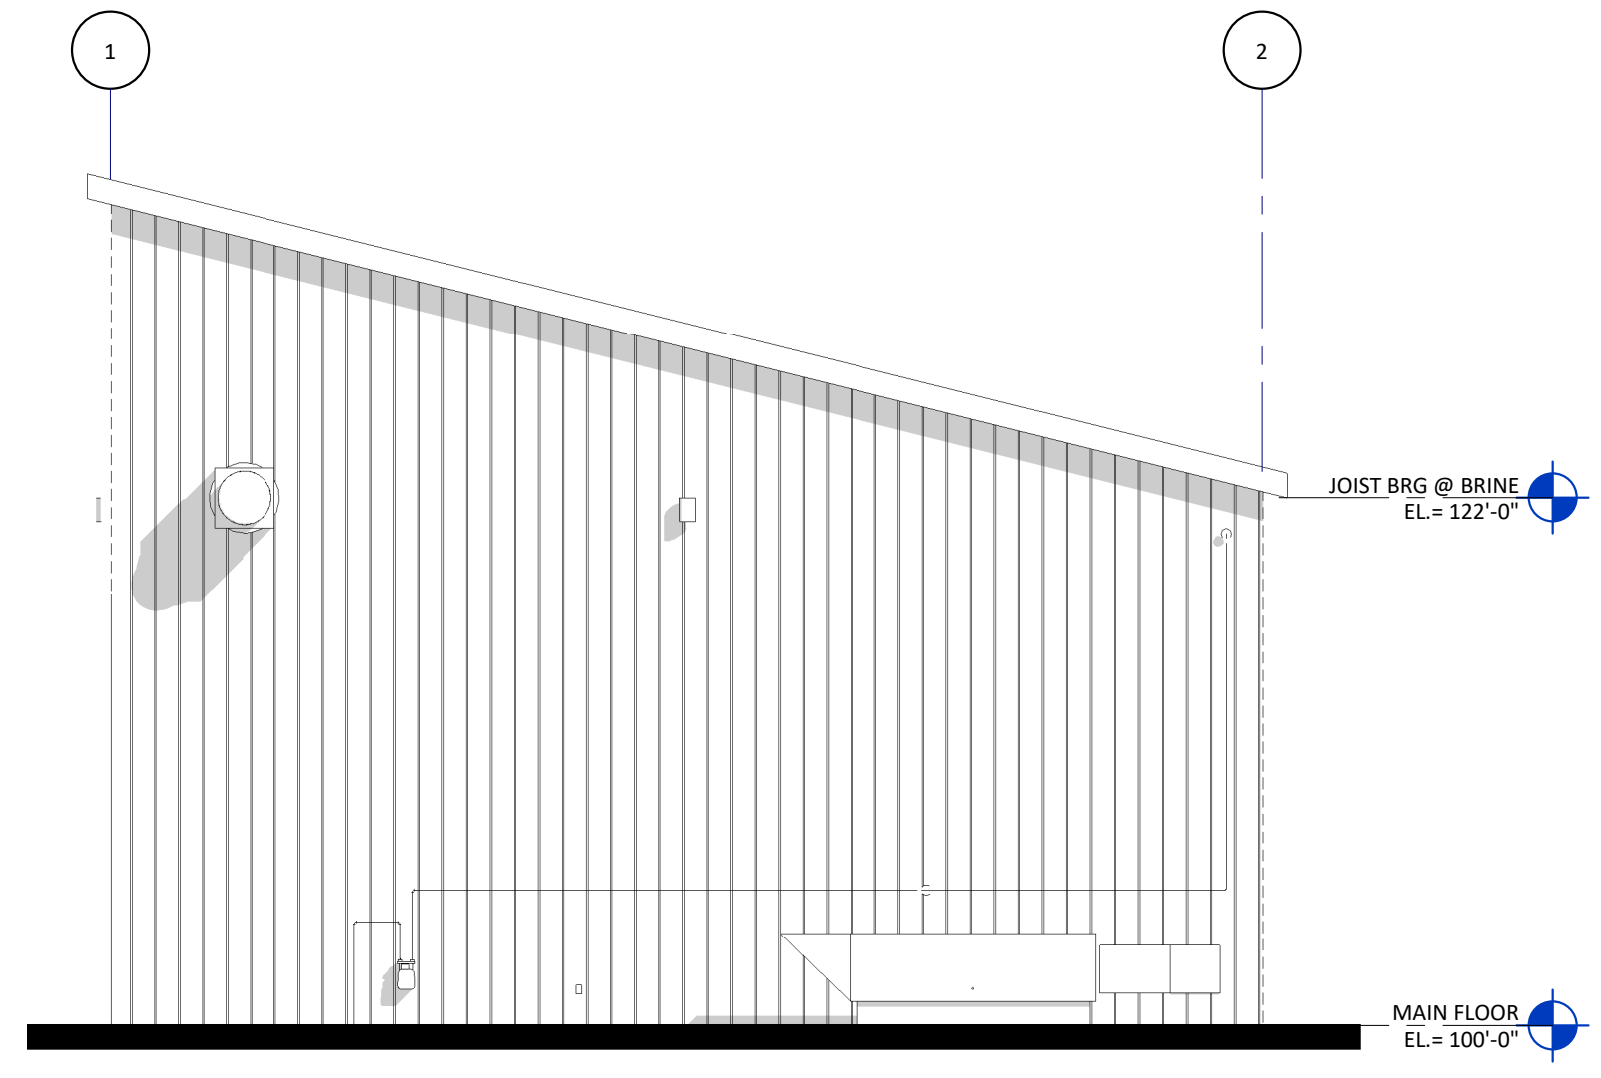 1
2
JOIST BRG @ BRINE
EL.= 122'-0"
MAIN FLOOR
EL.= 100'-0"